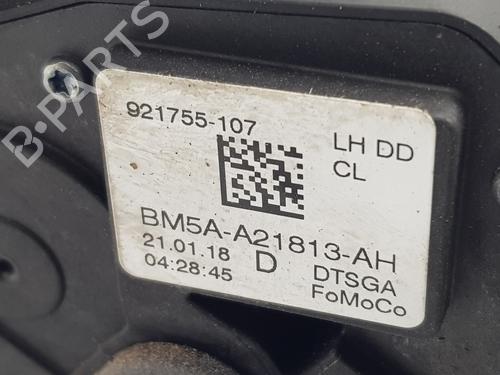 921755-107
LH DD
CL
BM5A-A21813-AH
21.01.18 D DTSGA
04:28:45 FoMoCo
B-PARTS